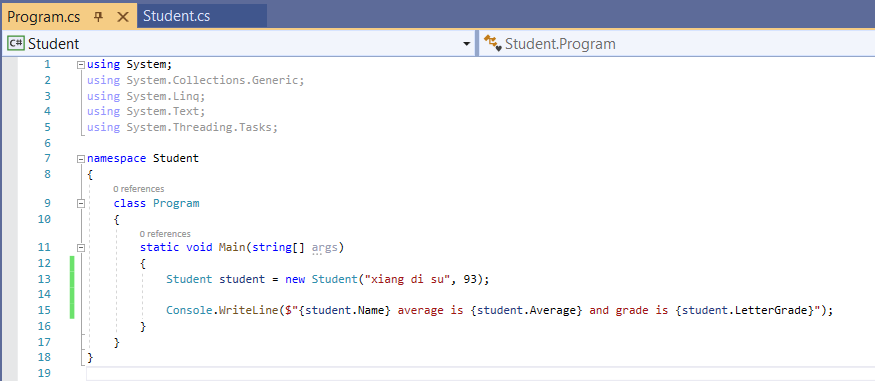 Program.cs Student.cs
C# Student Student.Program
1 using System;
2 using System.Collections.Generic;
3 using System.Linq;
4 using System.Text;
5 using System.Threading.Tasks;
6
7 namespace Student
8 {
0 references
9 class Program
10 {
0 references
11 static void Main(string[] args)
12 {
13 Student student = new Student("xiang di su", 93);
14
15 Console.WriteLine($"{student.Name} average is {student.Average} and grade is {student.LetterGrade}");
16 }
17 }
18 }
19